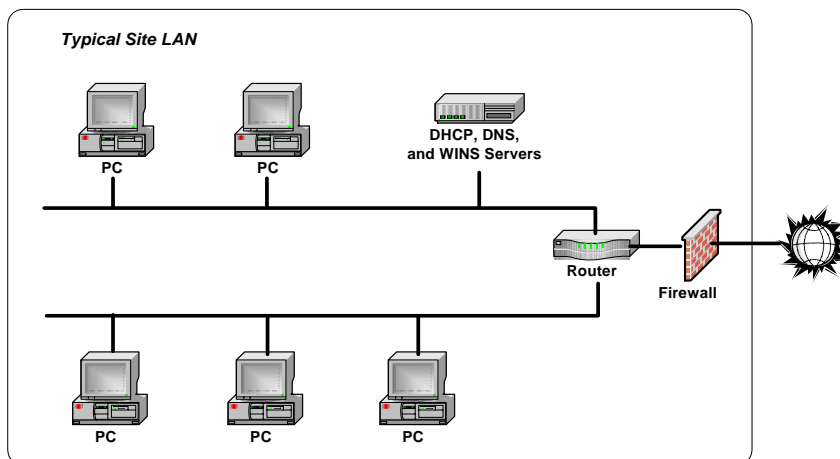 Typical Site LAN
PC
PC
DHCP, DNS,
and WINS Servers
Router
Firewall
PC
PC
PC